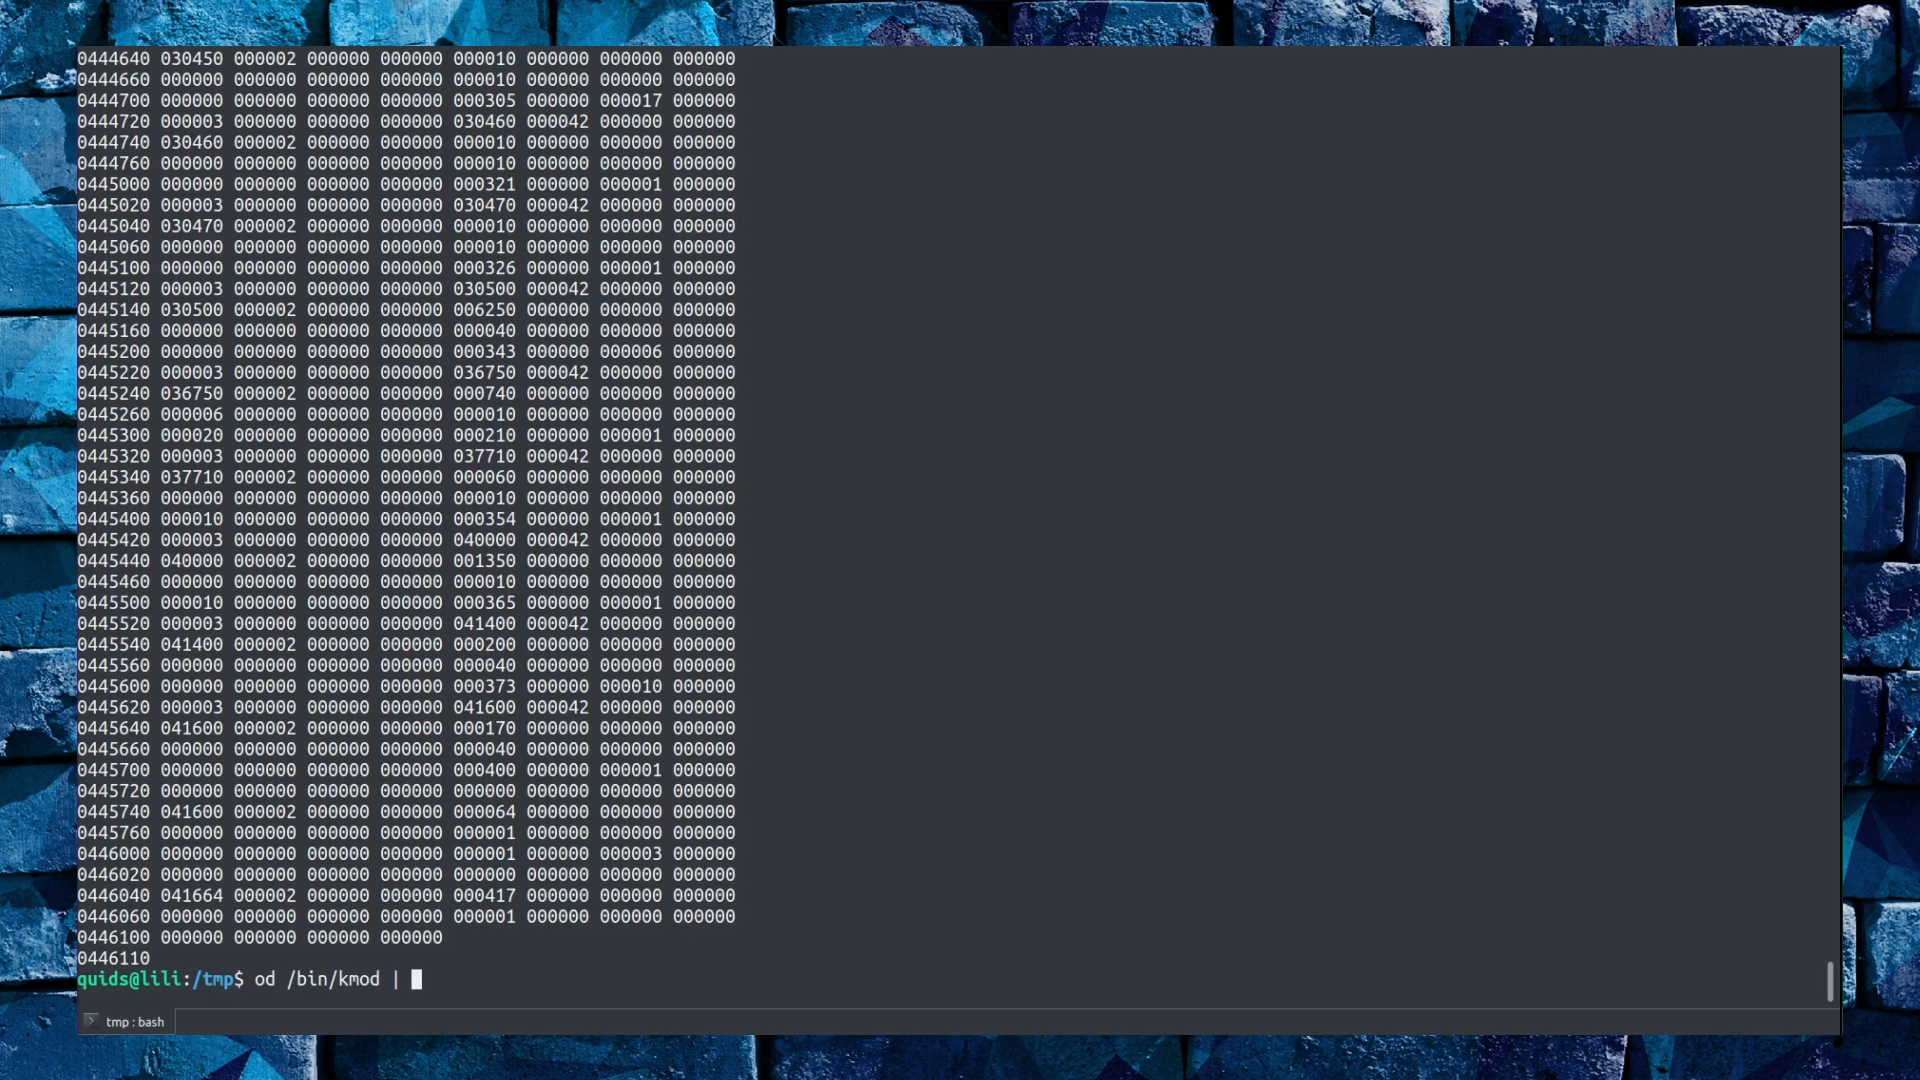 0444640 030450 000002 000000 000000 000010 000000 000000 000000
0444660 000000 000000 000000 000000 000010 000000 000000 000000
0444700 000000 000000 000000 000000 000305 000000 000017 000000
0444720 000003 000000 000000 000000 030460 000042 000000 000000
0444740 030460 000002 000000 000000 000010 000000 000000 000000
0444760 000000 000000 000000 000000 000010 000000 000000 000000
0445000 000000 000000 000000 000000 000321 000000 000001 000000
0445020 000003 000000 000000 000000 030470 000042 000000 000000
0445040 030470 000002 000000 000000 000010 000000 000000 000000
0445060 000000 000000 000000 000000 000010 000000 000000 000000
0445100 000000 000000 000000 000000 000326 000000 000001 000000
0445120 000003 000000 000000 000000 030500 000042 000000 000000
0445140 030500 000002 000000 000000 006250 000000 000000 000000
0445160 000000 000000 000000 000000 000040 000000 000000 000000
0445200 000000 000000 000000 000000 000343 000000 000006 000000
0445220 000003 000000 000000 000000 036750 000042 000000 000000
0445240 036750 000002 000000 000000 000740 000000 000000 000000
0445260 000006 000000 000000 000000 000010 000000 000000 000000
0445300 000020 000000 000000 000000 000210 000000 000001 000000
0445320 000003 000000 000000 000000 037710 000042 000000 000000
0445340 037710 000002 000000 000000 000060 000000 000000 000000
0445360 000000 000000 000000 000000 000010 000000 000000 000000
0445400 000010 000000 000000 000000 000354 000000 000001 000000
0445420 000003 000000 000000 000000 040000 000042 000000 000000
0445440 040000 000002 000000 000000 001350 000000 000000 000000
0445460 000000 000000 000000 000000 000010 000000 000000 000000
0445500 000010 000000 000000 000000 000365 000000 000001 000000
0445520 000003 000000 000000 000000 041400 000042 000000 000000
0445540 041400 000002 000000 000000 000200 000000 000000 000000
0445560 000000 000000 000000 000000 000040 000000 000000 000000
0445600 000000 000000 000000 000000 000373 000000 000010 000000
0445620 000003 000000 000000 000000 041600 000042 000000 000000
0445640 041600 000002 000000 000000 000170 000000 000000 000000
0445660 000000 000000 000000 000000 000040 000000 000000 000000
0445700 000000 000000 000000 000000 000400 000000 000001 000000
0445720 000000 000000 000000 000000 000000 000000 000000 000000
0445740 041600 000002 000000 000000 000064 000000 000000 000000
0445760 000000 000000 000000 000000 000001 000000 000000 000000
0446000 000000 000000 000000 000000 000001 000000 000003 000000
0446020 000000 000000 000000 000000 000000 000000 000000 000000
0446040 041664 000002 000000 000000 000417 000000 000000 000000
0446060 000000 000000 000000 000000 000001 000000 000000 000000
0446100 000000 000000 000000 000000
0446110
quids@lili:/tmp$ od /bin/kmod |
tmp : bash